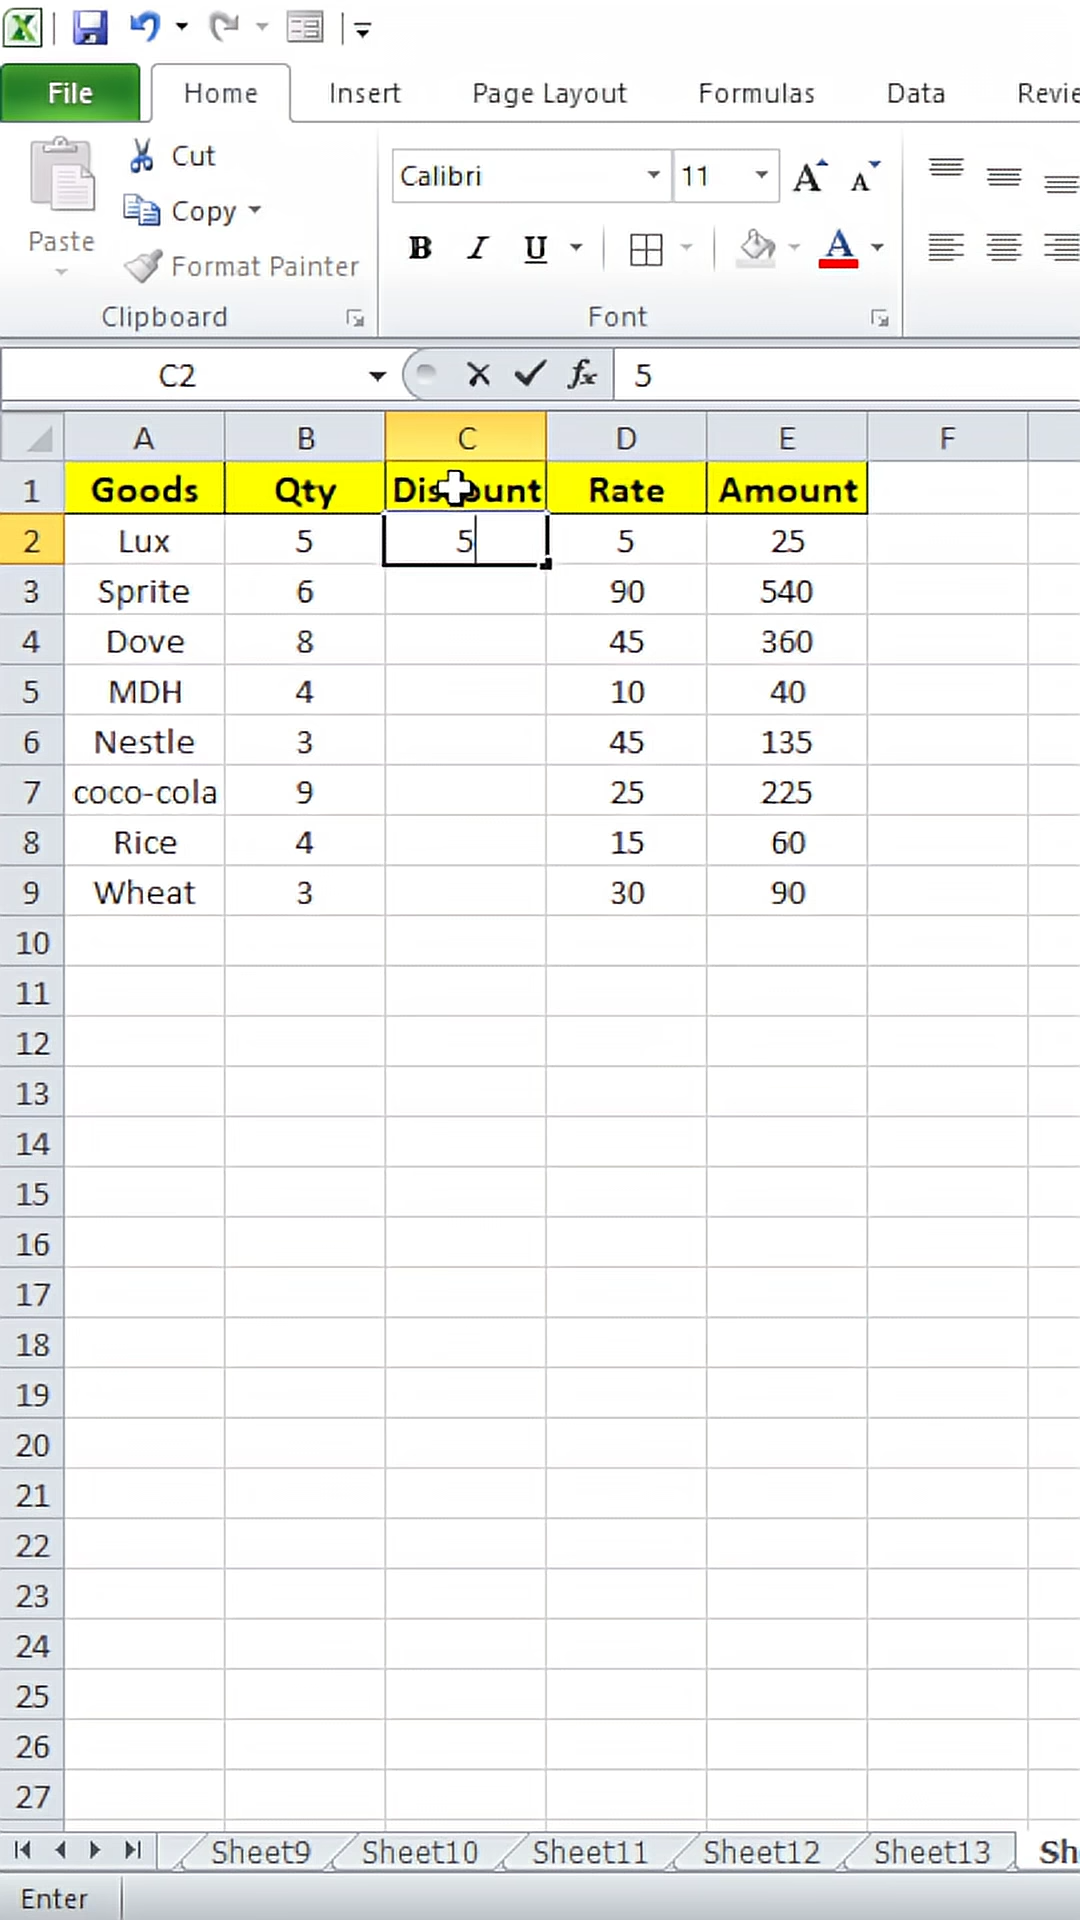 File Home Insert Page Layout Formulas Data Revie
Cut
Copy
Paste
Format Painter
Clipboard
Calibri 11 A A
B I U A
Font
C2 fx 5
A B C D E F
1 Goods Qty Discount Rate Amount
2 Lux 5 5 5 25
3 Sprite 6 90 540
4 Dove 8 45 360
5 MDH 4 10 40
6 Nestle 3 45 135
7 coco-cola 9 25 225
8 Rice 4 15 60
9 Wheat 3 30 90
10
11
12
13
14
15
16
17
18
19
20
21
22
23
24
25
26
27
Sheet9 Sheet10 Sheet11 Sheet12 Sheet13 Sh
Enter